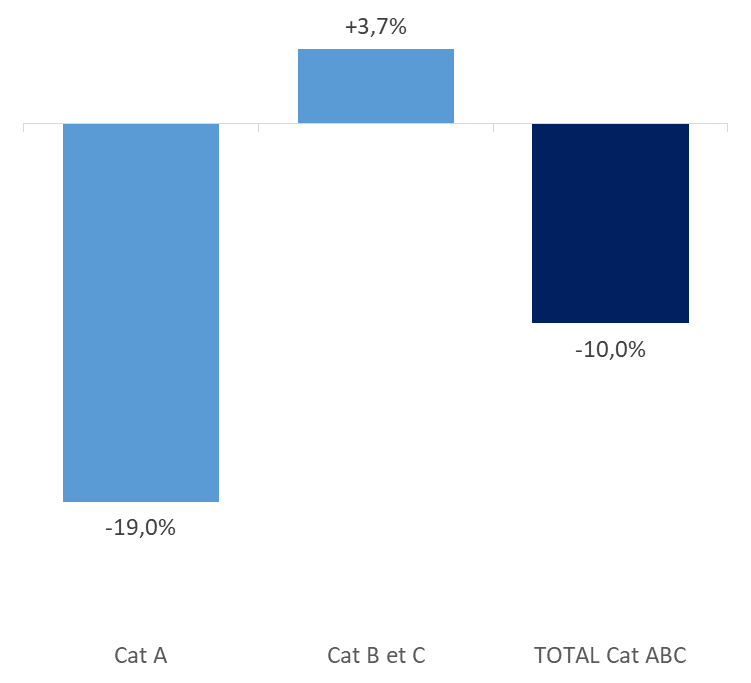 +3,7%
-10,0%
-19,0%
Cat A
Cat B et C
TOTAL Cat ABC